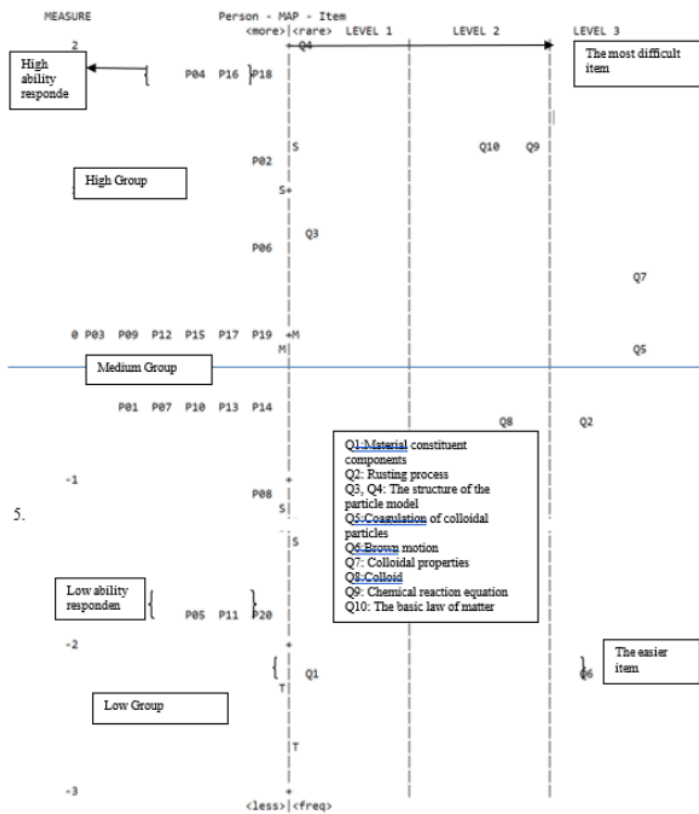 MEASURE Person - MAP - Item
<more>|<rare> LEVEL 1 LEVEL 2 LEVEL 3
2 + Q4
The most difficult
item
High
ability
responde
{ P04 P16 }P18
S Q10 Q9
P02
High Group
S+
Q3
P06
Q7
0 P03 P09 P12 P15 P17 P19 +M
M| Q5
Medium Group
P01 P07 P10 P13 P14
Q8 Q2
Q1:Material constituent
components
Q2: Rusting process
Q3, Q4: The structure of the
particle model
Q5:Coagulation of colloidal
particles
Q6:Brown motion
Q7: Colloidal properties
Q8:Colloid
Q9: Chemical reaction equation
Q10: The basic law of matter
-1 +
P08
S|
5.
|S
Low ability
responden
{ }
P05 P11 P20
-2 +
The easier
item
{ Q1 } Q6
T
Low Group
|T
-3 +
<less>|<freq>